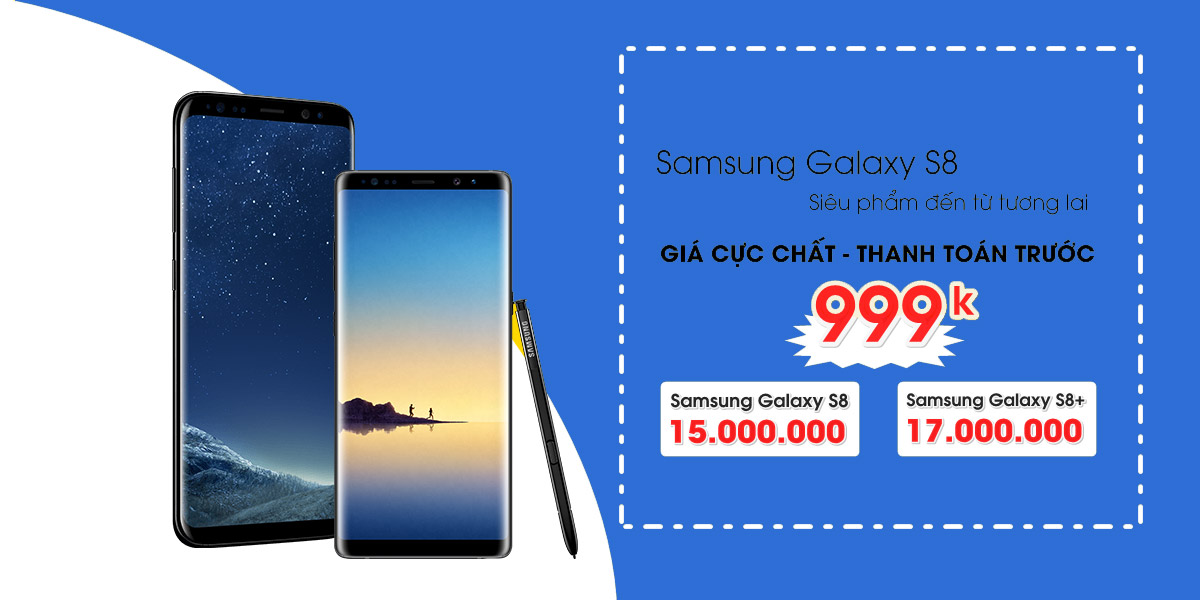 Samsung Galaxy S8
Siêu phẩm đến từ tương lai
GIÁ CỰC CHẤT - THANH TOÁN TRƯỚC
999k
Samsung Galaxy S8
15.000.000
Samsung Galaxy S8+
17.000.000
SAMSUNG